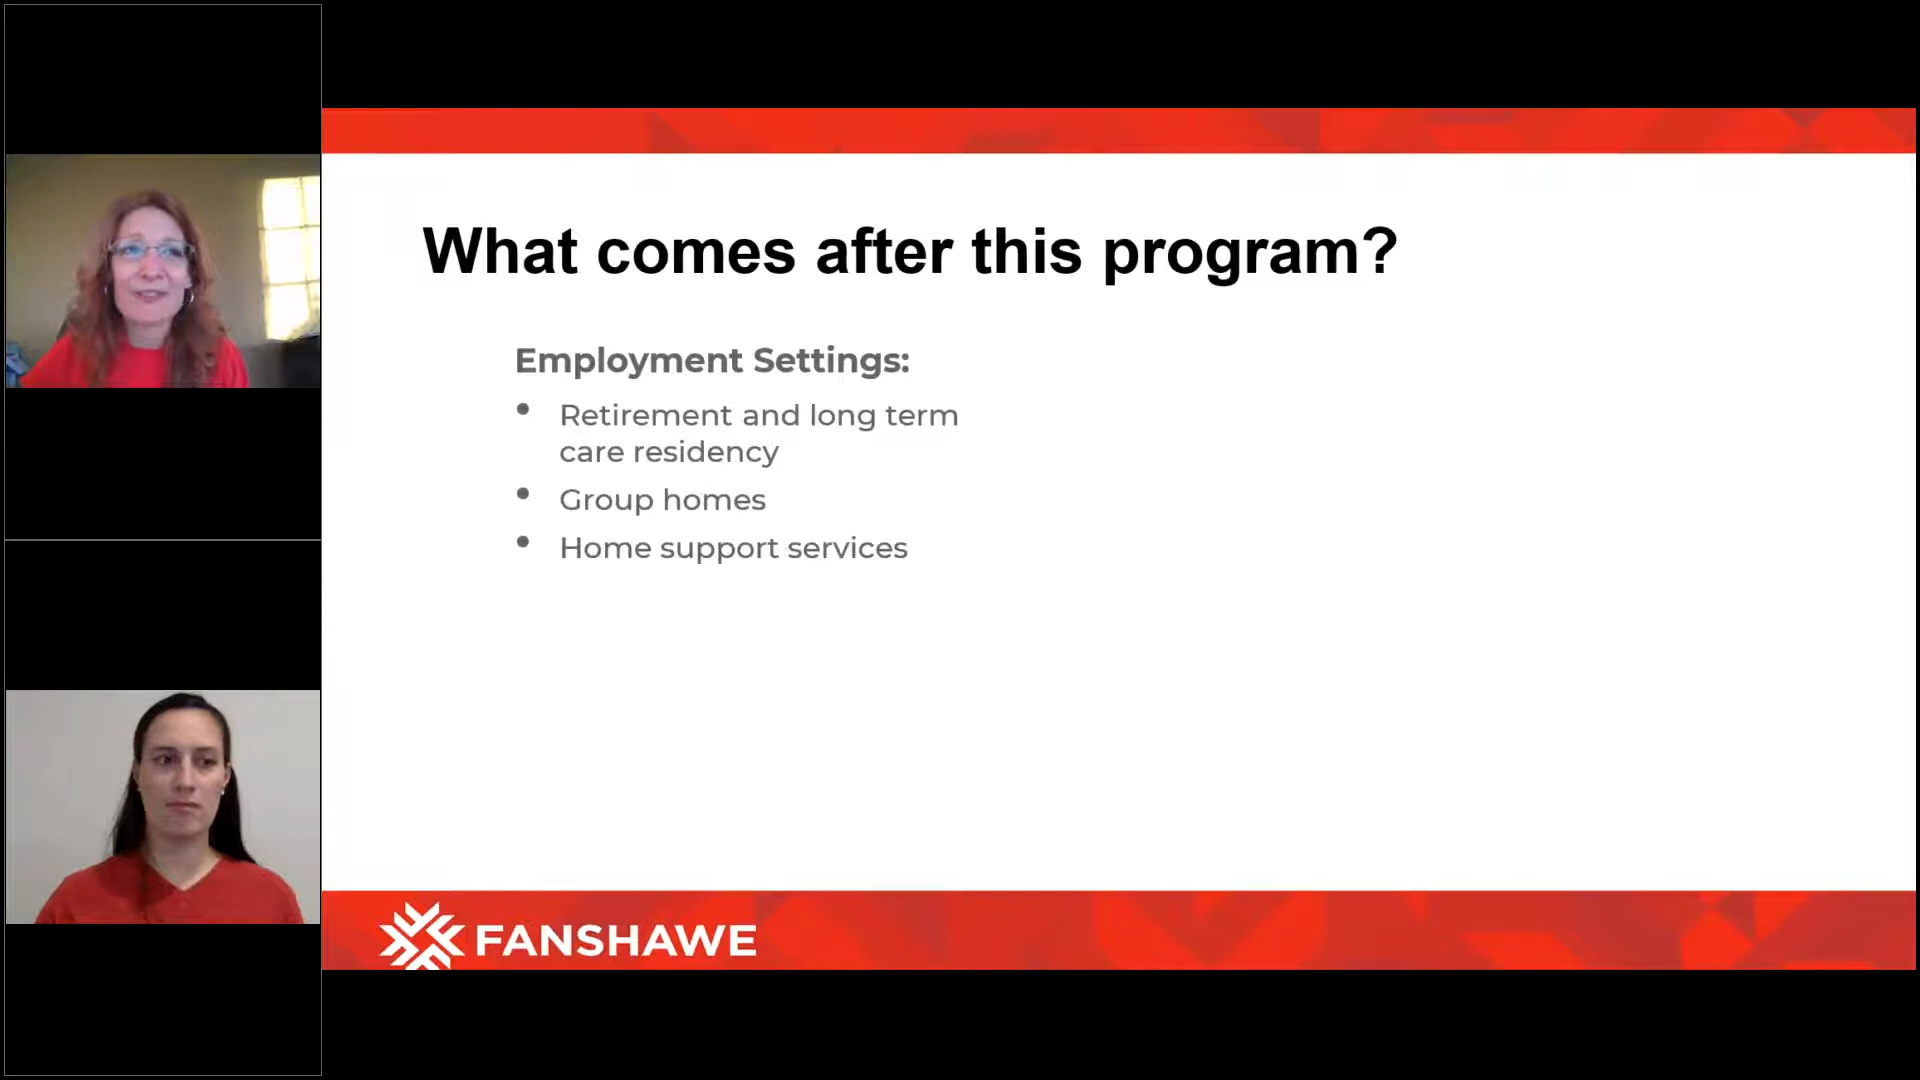 What comes after this program?
Employment Settings:
• Retirement and long term
care residency
• Group homes
• Home support services
FANSHAWE